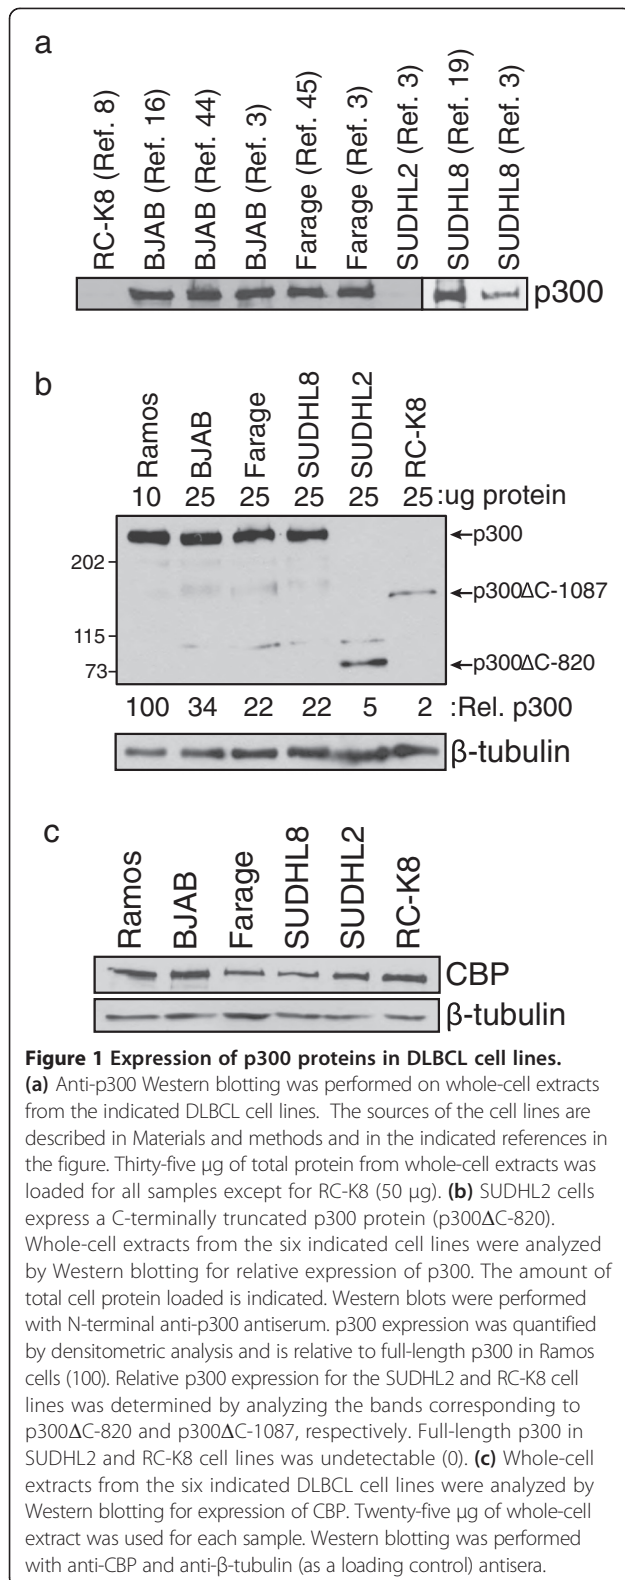 a
RC-K8 (Ref. 8)
BJAB (Ref. 16)
BJAB (Ref. 44)
BJAB (Ref. 3)
Farage (Ref. 45)
Farage (Ref. 3)
SUDHL2 (Ref. 3)
SUDHL8 (Ref. 19)
SUDHL8 (Ref. 3)
p300
b
Ramos
BJAB
Farage
SUDHL8
SUDHL2
RC-K8
10 25 25 25 25 25 :ug protein
p300
202
p300ΔC-1087
115
p300ΔC-820
73
100 34 22 22 5 2 :Rel. p300
β-tubulin
c
Ramos
BJAB
Farage
SUDHL8
SUDHL2
RC-K8
CBP
β-tubulin
Figure 1 Expression of p300 proteins in DLBCL cell lines.
(a) Anti-p300 Western blotting was performed on whole-cell extracts
from the indicated DLBCL cell lines. The sources of the cell lines are
described in Materials and methods and in the indicated references in
the figure. Thirty-five μg of total protein from whole-cell extracts was
loaded for all samples except for RC-K8 (50 μg). (b) SUDHL2 cells
express a C-terminally truncated p300 protein (p300ΔC-820).
Whole-cell extracts from the six indicated cell lines were analyzed
by Western blotting for relative expression of p300. The amount of
total cell protein loaded is indicated. Western blots were performed
with N-terminal anti-p300 antiserum. p300 expression was quantified
by densitometric analysis and is relative to full-length p300 in Ramos
cells (100). Relative p300 expression for the SUDHL2 and RC-K8 cell
lines was determined by analyzing the bands corresponding to
p300ΔC-820 and p300ΔC-1087, respectively. Full-length p300 in
SUDHL2 and RC-K8 cell lines was undetectable (0). (c) Whole-cell
extracts from the six indicated DLBCL cell lines were analyzed by
Western blotting for expression of CBP. Twenty-five μg of whole-cell
extract was used for each sample. Western blotting was performed
with anti-CBP and anti-β-tubulin (as a loading control) antisera.